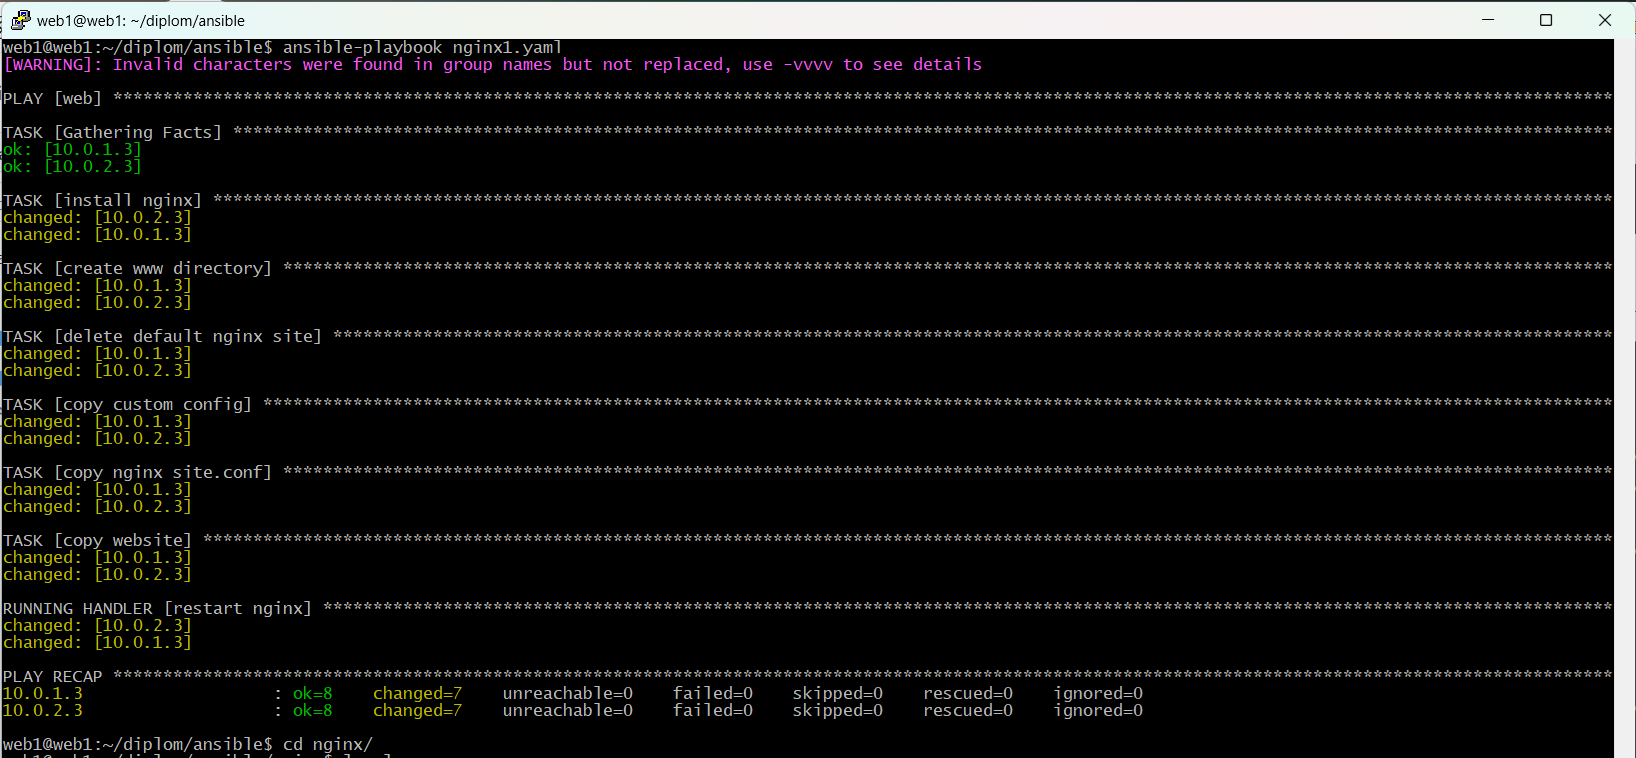 web1@web1: ~/diplom/ansible
web1@web1:~/diplom/ansible$ ansible-playbook nginx1.yaml
[WARNING]: Invalid characters were found in group names but not replaced, use -vvvv to see details
PLAY [web] ******************************************************************************************************************************************************
TASK [Gathering Facts] ******************************************************************************************************************************************
ok: [10.0.1.3]
ok: [10.0.2.3]
TASK [install nginx] ********************************************************************************************************************************************
changed: [10.0.2.3]
changed: [10.0.1.3]
TASK [create www directory] *************************************************************************************************************************************
changed: [10.0.1.3]
changed: [10.0.2.3]
TASK [delete default nginx site] ********************************************************************************************************************************
changed: [10.0.1.3]
changed: [10.0.2.3]
TASK [copy custom config] ***************************************************************************************************************************************
changed: [10.0.1.3]
changed: [10.0.2.3]
TASK [copy nginx site.conf] *************************************************************************************************************************************
changed: [10.0.1.3]
changed: [10.0.2.3]
TASK [copy website] *********************************************************************************************************************************************
changed: [10.0.1.3]
changed: [10.0.2.3]
RUNNING HANDLER [restart nginx] *********************************************************************************************************************************
changed: [10.0.2.3]
changed: [10.0.1.3]
PLAY RECAP ******************************************************************************************************************************************************
10.0.1.3                   : ok=8    changed=7    unreachable=0    failed=0    skipped=0    rescued=0    ignored=0
10.0.2.3                   : ok=8    changed=7    unreachable=0    failed=0    skipped=0    rescued=0    ignored=0
web1@web1:~/diplom/ansible$ cd nginx/